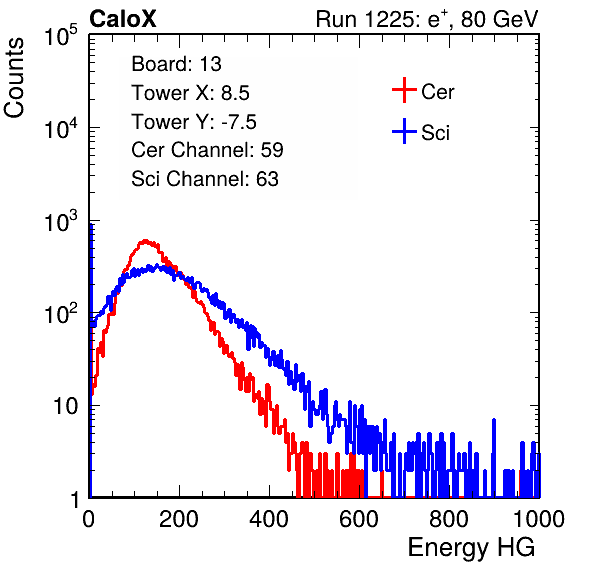 CaloX Run 1225: e+, 80 GeV
Counts
Board: 13
Tower X: 8.5
Tower Y: -7.5
Cer Channel: 59
Sci Channel: 63
Cer
Sci
10^5
10^4
10^3
10^2
10
1
0 200 400 600 800 1000
Energy HG